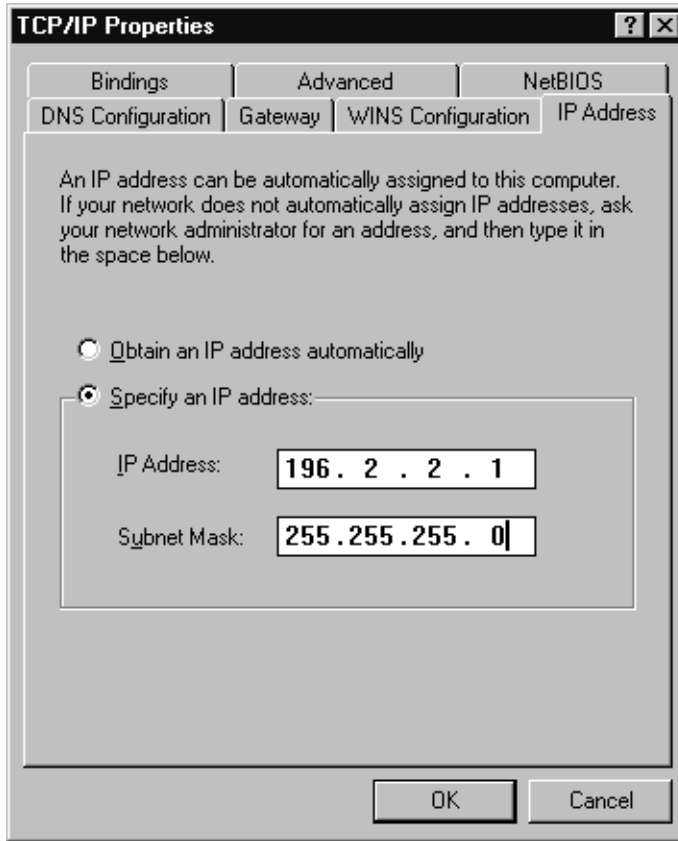 TCP/IP Properties
Bindings Advanced NetBIOS
DNS Configuration Gateway WINS Configuration IP Address
An IP address can be automatically assigned to this computer.
If your network does not automatically assign IP addresses, ask
your network administrator for an address, and then type it in
the space below.
Obtain an IP address automatically
Specify an IP address:
IP Address: 196. 2 . 2 . 1
Subnet Mask: 255.255.255. 0
OK Cancel